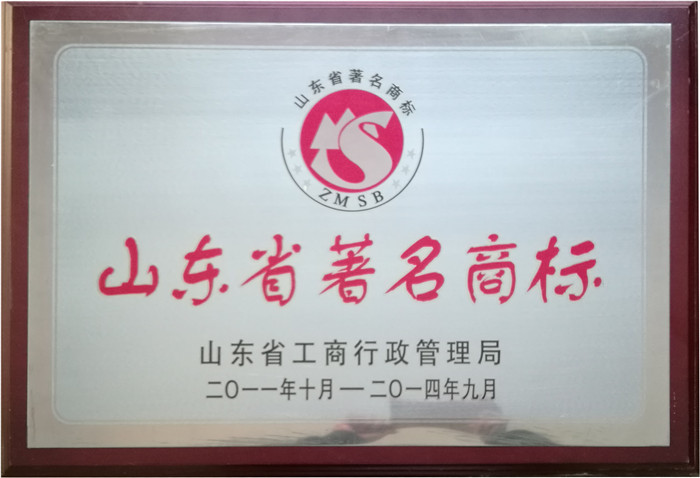 山东省著名商标
ZMSB
山东省著名商标
山东省工商行政管理局
二〇一一年十月—二〇一四年九月